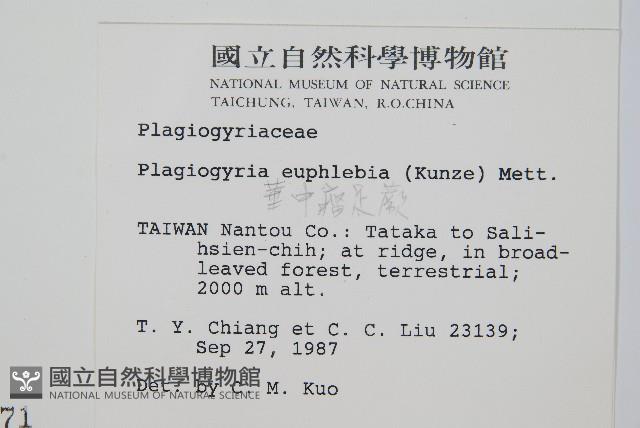 國立自然科學博物館
NATIONAL MUSEUM OF NATURAL SCIENCE
TAICHUNG, TAIWAN, R.O.CHINA
Plagiogyriaceae
Plagiogyria euphlebia (Kunze) Mett.
華中瘤足蕨
TAIWAN Nantou Co.: Tataka to Sali-
hsien-chih; at ridge, in broad-
leaved forest, terrestrial;
2000 m alt.
T. Y. Chiang et C. C. Liu 23139;
Sep 27, 1987
Det. by C. M. Kuo
國立自然科學博物館
NATIONAL MUSEUM OF NATURAL SCIENCE
71